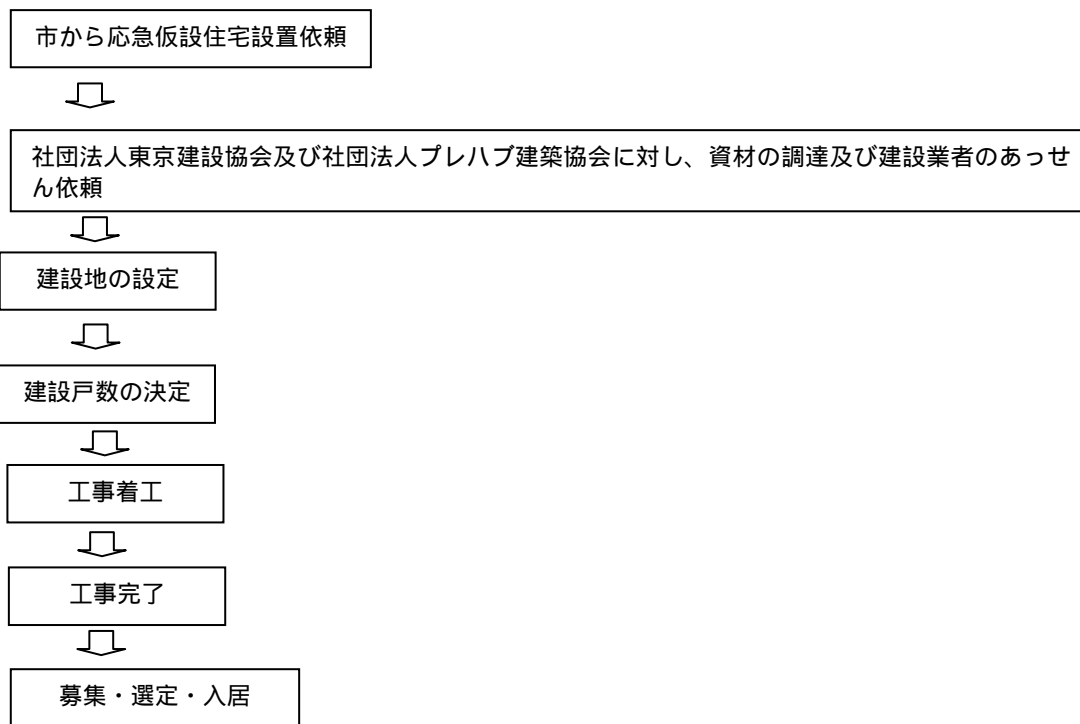 市から応急仮設住宅設置依頼
社団法人東京建設協会及び社団法人プレハブ建築協会に対し、資材の調達及び建設業者のあっせ
ん依頼
建設地の設定
建設戸数の決定
工事着工
工事完了
募集・選定・入居